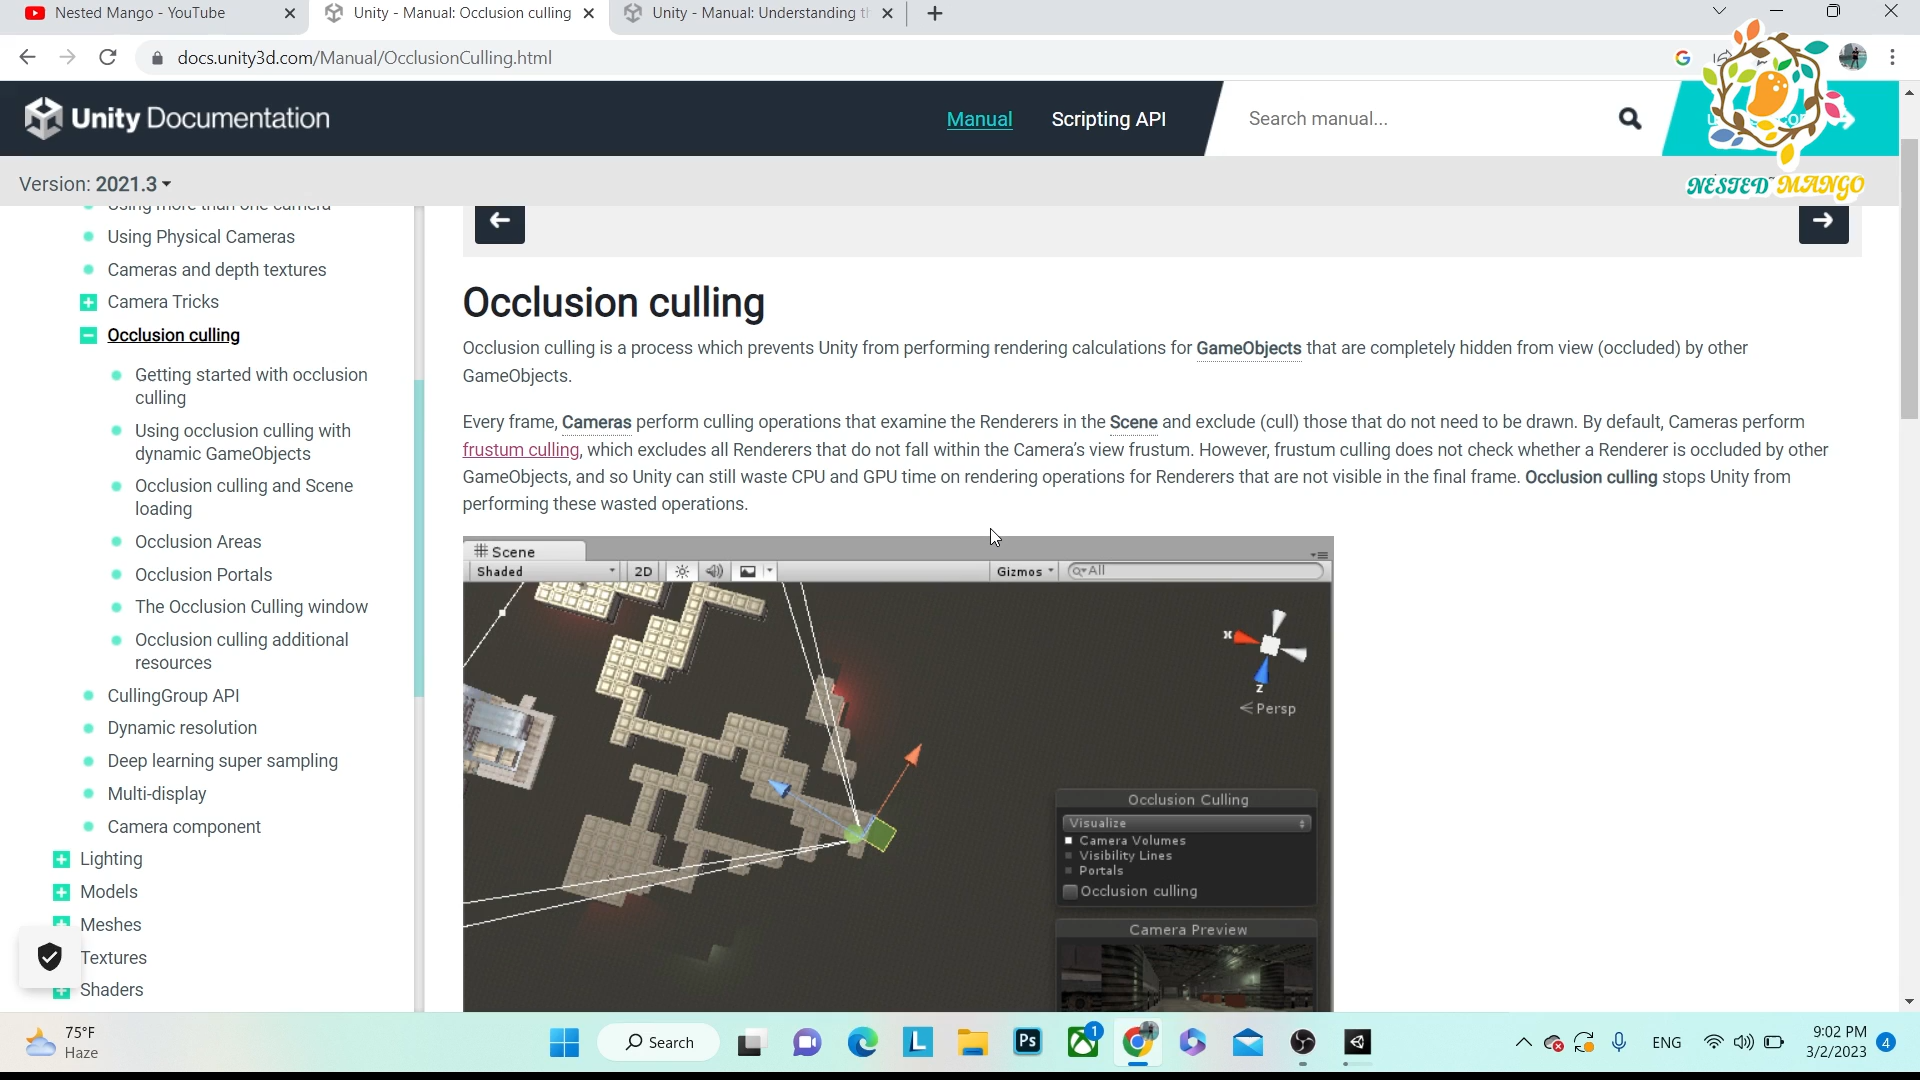 Nested Mango - YouTube
Unity - Manual: Occlusion culling
Unity - Manual: Understanding t
docs.unity3d.com/Manual/OcclusionCulling.html
Unity Documentation
Manual
Scripting API
Search manual...
NESTED MANGO
Version: 2021.3
Using more than one camera
Using Physical Cameras
Cameras and depth textures
Camera Tricks
Occlusion culling
Getting started with occlusion
culling
Using occlusion culling with
dynamic GameObjects
Occlusion culling and Scene
loading
Occlusion Areas
Occlusion Portals
The Occlusion Culling window
Occlusion culling additional
resources
CullingGroup API
Dynamic resolution
Deep learning super sampling
Multi-display
Camera component
Lighting
Models
Meshes
Textures
Shaders
Occlusion culling
Occlusion culling is a process which prevents Unity from performing rendering calculations for GameObjects that are completely hidden from view (occluded) by other
GameObjects.
Every frame, Cameras perform culling operations that examine the Renderers in the Scene and exclude (cull) those that do not need to be drawn. By default, Cameras perform
frustum culling, which excludes all Renderers that do not fall within the Camera's view frustum. However, frustum culling does not check whether a Renderer is occluded by other
GameObjects, and so Unity can still waste CPU and GPU time on rendering operations for Renderers that are not visible in the final frame. Occlusion culling stops Unity from
performing these wasted operations.
Scene
Shaded
2D
Gizmos
All
x
z
Persp
Occlusion Culling
Visualize
Camera Volumes
Visibility Lines
Portals
Occlusion culling
Camera Preview
75°F
Haze
Search
L
Ps
1
ENG
9:02 PM
3/2/2023
4